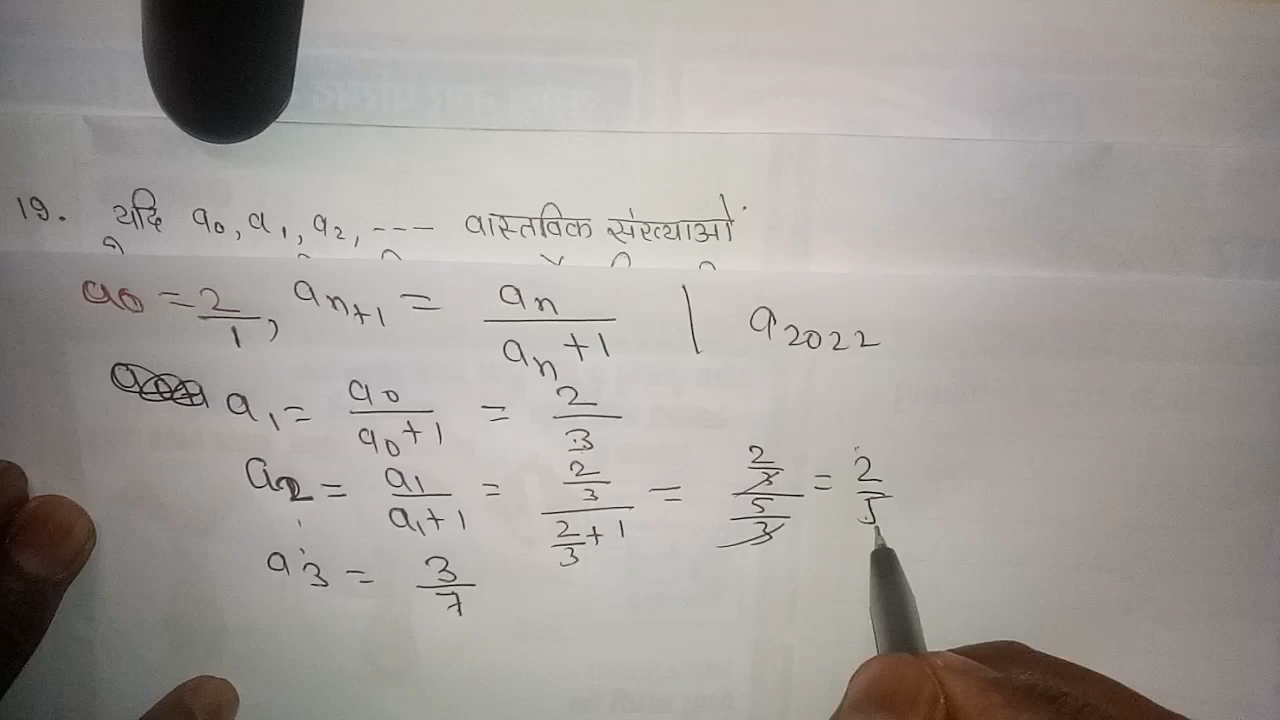 19. यदि a₀, a₁, a₂, --- वास्तविक संख्याओं
a₀ = 2/1, aₙ₊₁ = aₙ/(aₙ+1) | a₂₀₂₂
a₁ = a₀/(a₀+1) = 2/3
a₂ = a₁/(a₁+1) = (2/3)/(2/3+1) = (2/3)/(5/3) = 2/5
a₃ = 3/7